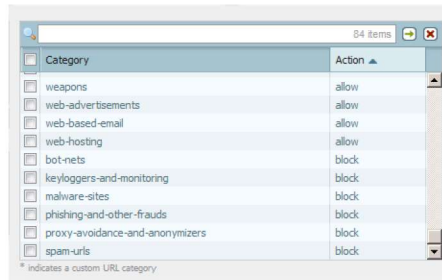 84 items
Category Action
weapons allow
web-advertisements allow
web-based-email allow
web-hosting allow
bot-nets block
keyloggers-and-monitoring block
malware-sites block
phishing-and-other-frauds block
proxy-avoidance-and-anonymizers block
spam-urls block
* indicates a custom URL category